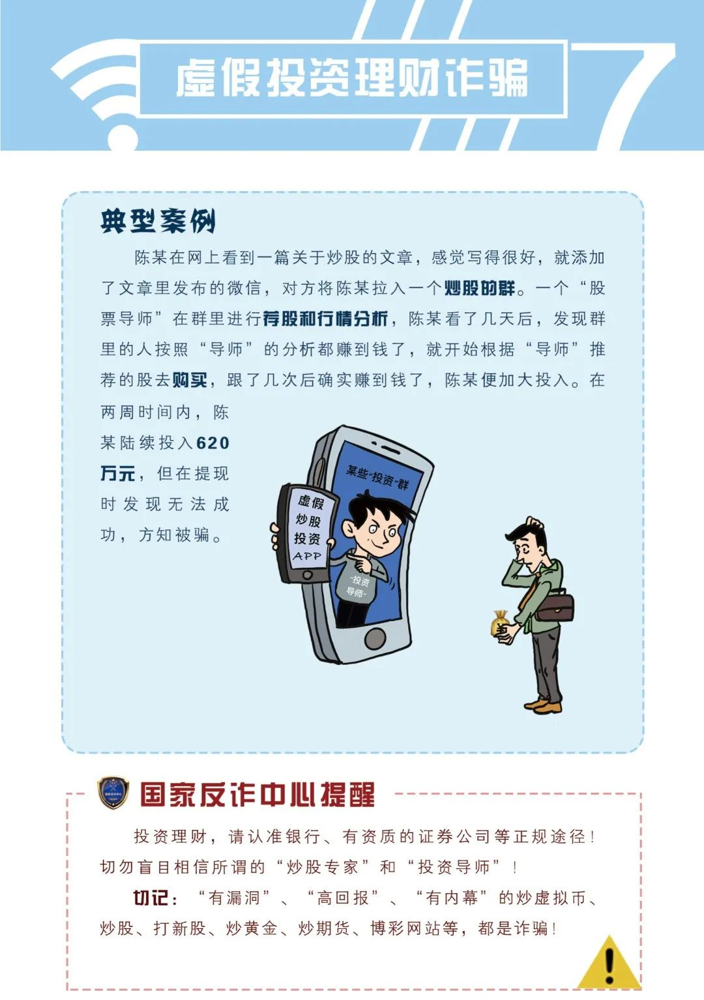 虚假投资理财诈骗
7
典型案例
陈某在网上看到一篇关于炒股的文章，感觉写得很好，就添加
了文章里发布的微信，对方将陈某拉入一个炒股的群。一个“股
票导师”在群里进行荐股和行情分析，陈某看了几天后，发现群
里的人按照“导师”的分析都赚到钱了，就开始根据“导师”推
荐的股去购买，跟了几次后确实赚到钱了，陈某便加大投入。在
两周时间内，陈
某陆续投入620
万元，但在提现
时发现无法成
功，方知被骗。
某些“投资”群
虚假
炒股
投资
APP
“投资
导师”
国家反诈中心
国家反诈中心提醒
投资理财，请认准银行、有资质的证券公司等正规途径！
切勿盲目相信所谓的“炒股专家”和“投资导师”！
切记：“有漏洞”、“高回报”、“有内幕”的炒虚拟币、
炒股、打新股、炒黄金、炒期货、博彩网站等，都是诈骗！